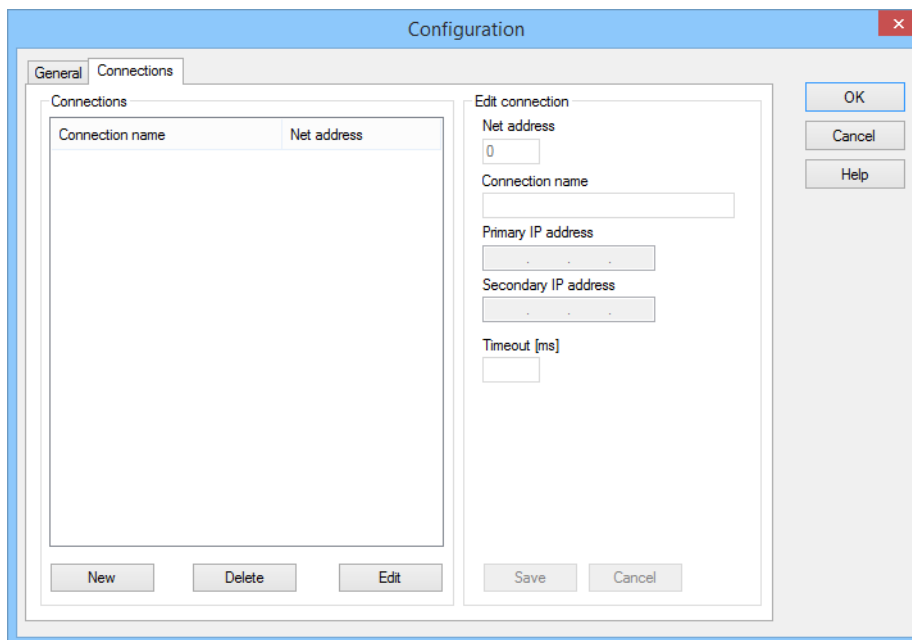 Configuration
General
Connections
Connections
Connection name
Net address
New
Delete
Edit
Edit connection
Net address
0
Connection name
Primary IP address
. . .
Secondary IP address
. . .
Timeout [ms]
Save
Cancel
OK
Cancel
Help